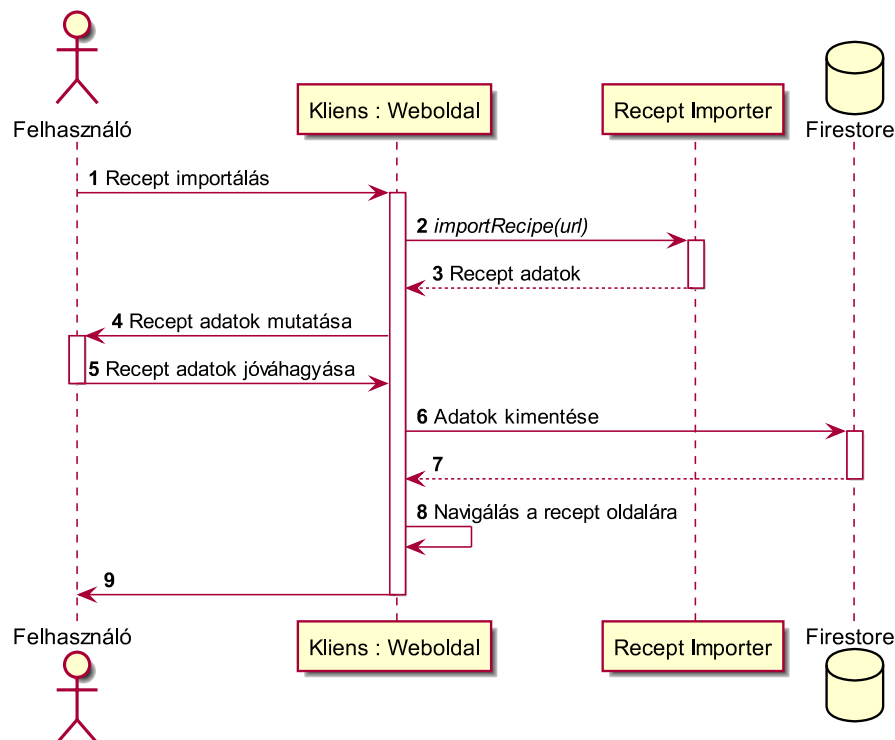 Felhasználó
Kliens : Weboldal
Recept Importer
Firestore
1 Recept importálás
2 importRecipe(url)
3 Recept adatok
4 Recept adatok mutatása
5 Recept adatok jóváhagyása
6 Adatok kimentése
7
8 Navigálás a recept oldalára
9
Felhasználó
Kliens : Weboldal
Recept Importer
Firestore